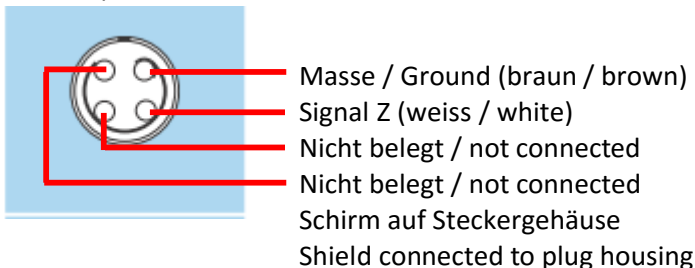 Masse / Ground (braun / brown)
Signal Z (weiss / white)
Nicht belegt / not connected
Nicht belegt / not connected
Schirm auf Steckergehäuse
Shield connected to plug housing